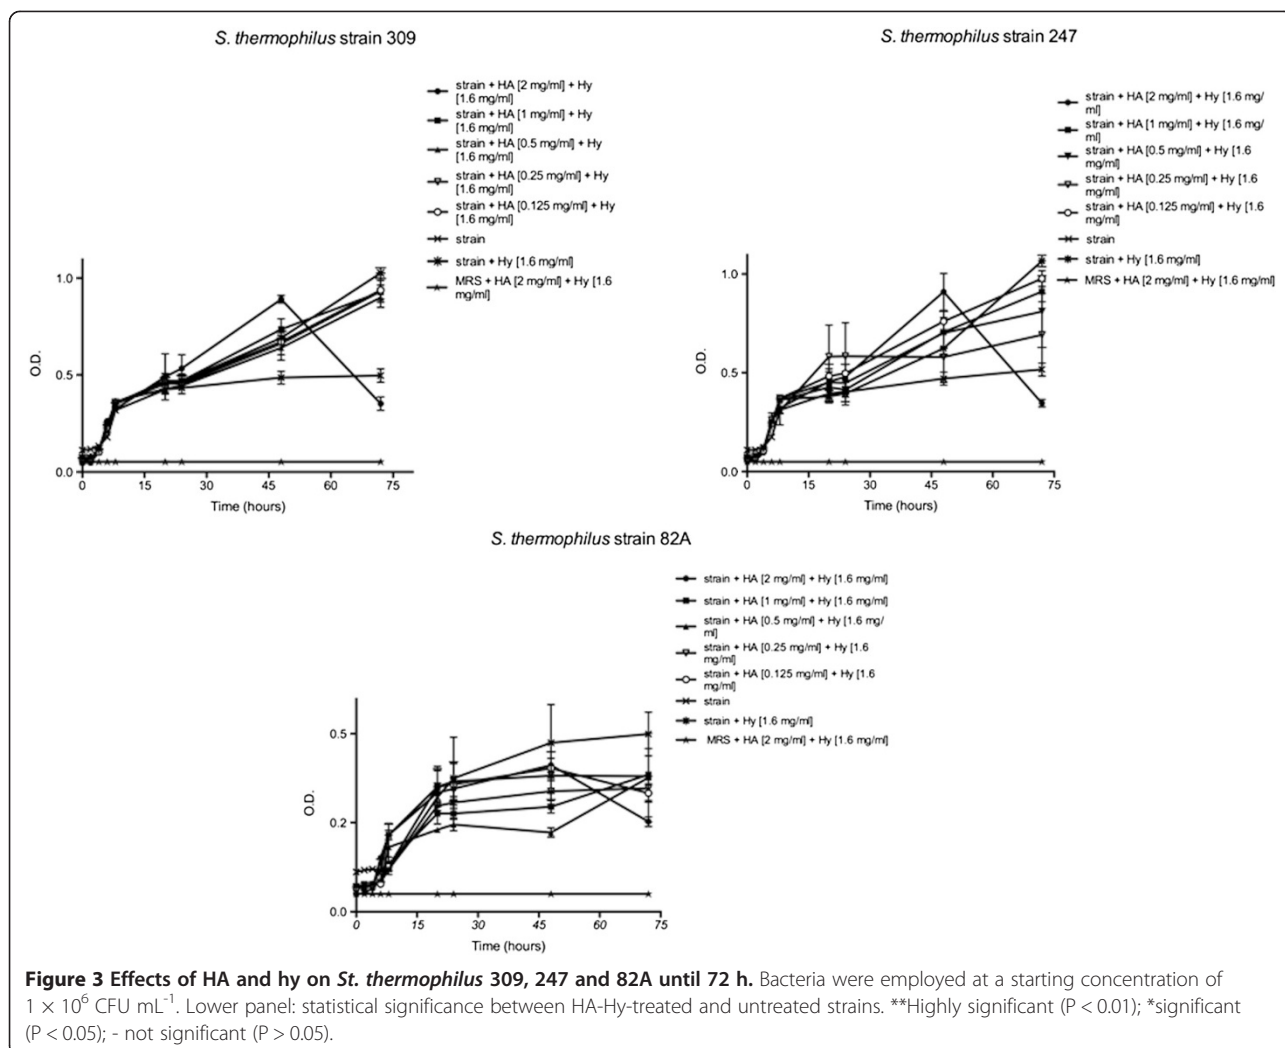 S. thermophilus strain 309
strain + HA [2 mg/ml] + Hy
[1.6 mg/ml]
strain + HA [1 mg/ml] + Hy
[1.6 mg/ml]
strain + HA [0.5 mg/ml] + Hy
[1.6 mg/ml]
strain + HA [0.25 mg/ml] + Hy
[1.6 mg/ml]
strain + HA [0.125 mg/ml] + Hy
[1.6 mg/ml]
strain
strain + Hy [1.6 mg/ml]
MRS + HA [2 mg/ml] + Hy [1.6
mg/ml]
1.0
0.5
0.0
O.D.
0 15 30 45 60 75
Time (hours)
S. thermophilus strain 247
strain + HA [2 mg/ml] + Hy [1.6 mg/
ml]
strain + HA [1 mg/ml] + Hy [1.6 mg/
ml]
strain + HA [0.5 mg/ml] + Hy [1.6
mg/ml]
strain + HA [0.25 mg/ml] + Hy [1.6
mg/ml]
strain + HA [0.125 mg/ml] + Hy [1.6
mg/ml]
strain
strain + Hy [1.6 mg/ml]
MRS + HA [2 mg/ml] + Hy [1.6 mg/ml]
1.0
0.5
0.0
O.D.
0 15 30 45 60 75
Time (hours)
S. thermophilus strain 82A
strain + HA [2 mg/ml] + Hy [1.6 mg/ml]
strain + HA [1 mg/ml] + Hy [1.6 mg/ml]
strain + HA [0.5 mg/ml] + Hy [1.6 mg/
ml]
strain + HA [0.25 mg/ml] + Hy [1.6
mg/ml]
strain + HA [0.125 mg/ml] + Hy [1.6
mg/ml]
strain
strain + Hy [1.6 mg/ml]
MRS + HA [2 mg/ml] + Hy [1.6 mg/ml]
0.5
0.2
0.0
O.D.
0 15 30 45 60 75
Time (hours)
Figure 3 Effects of HA and hy on St. thermophilus 309, 247 and 82A until 72 h. Bacteria were employed at a starting concentration of
1 × 10⁶ CFU mL⁻¹. Lower panel: statistical significance between HA-Hy-treated and untreated strains. **Highly significant (P < 0.01); *significant
(P < 0.05); - not significant (P > 0.05).